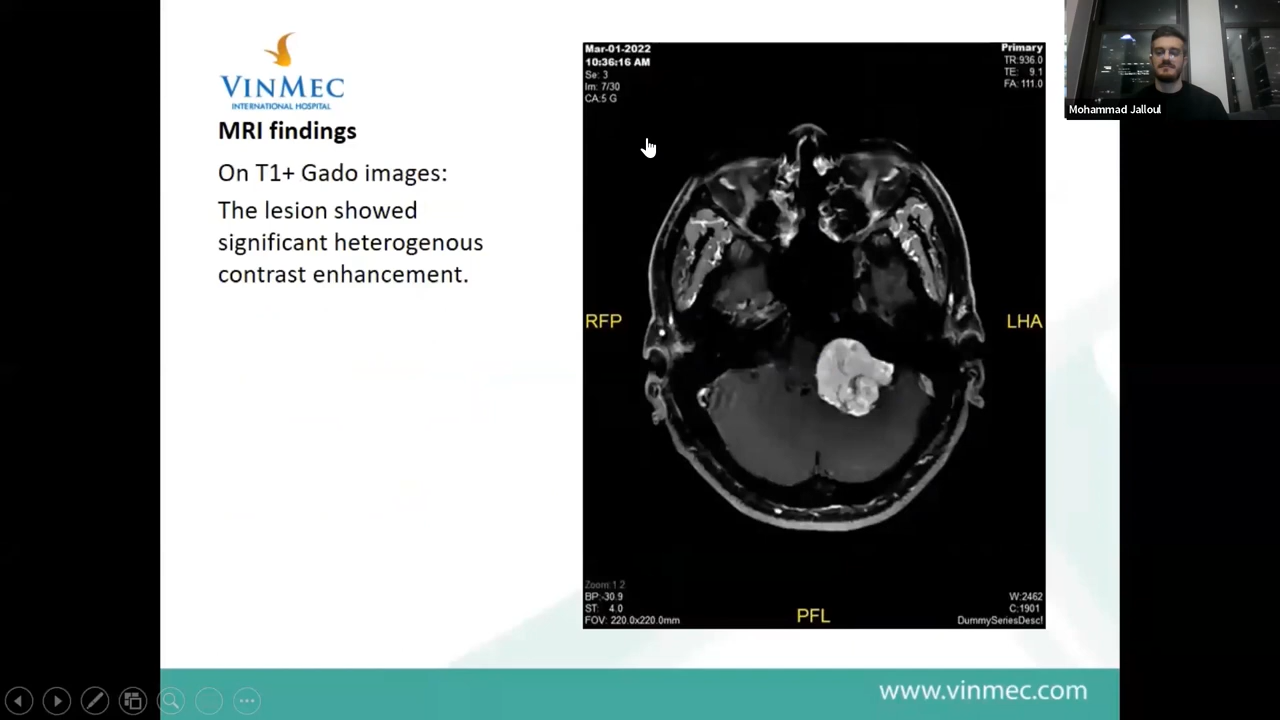 VINMEC
INTERNATIONAL HOSPITAL
MRI findings
On T1+ Gado images:
The lesion showed
significant heterogenous
contrast enhancement.
Mar-01-2022
10:36:16 AM
Se: 3
Im: 7/30
CA:5 G
Primary
TR:936.0
TE: 9.1
FA: 111.0
RFP
LHA
Zoom:1.2
BP:-30.9
ST: 4.0
FOV: 220.0x220.0mm
PFL
W:2462
C:1901
DummySeriesDesc!
Mohammad Jalloul
www.vinmec.com